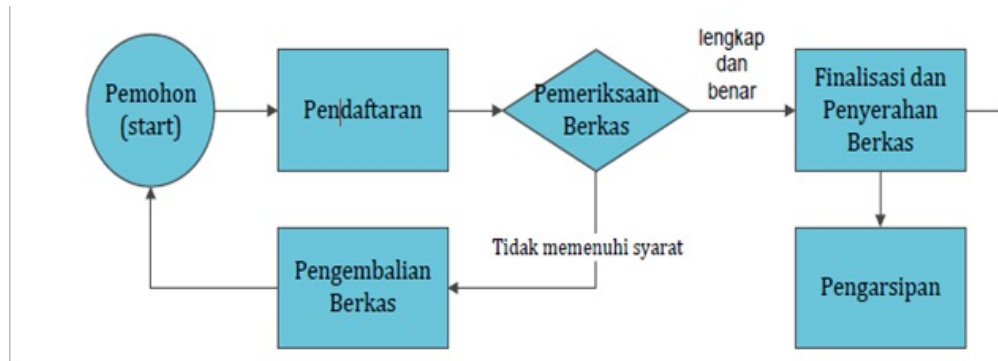 Pemohon
(start)
Pendaftaran
Pemeriksaan
Berkas
lengkap
dan
benar
Finalisasi dan
Penyerahan
Berkas
Tidak memenuhi syarat
Pengembalian
Berkas
Pengarsipan